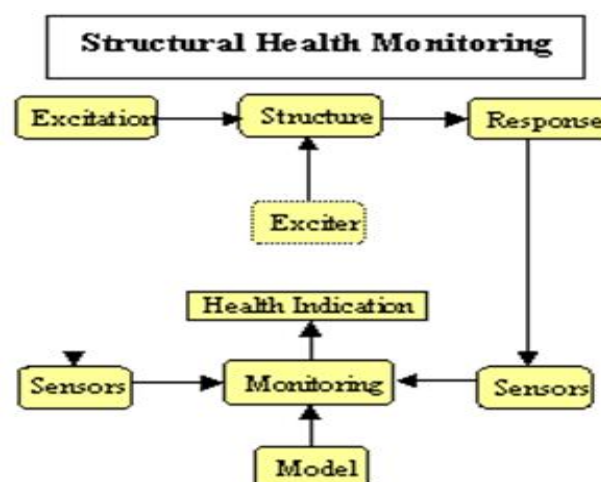 Structural Health Monitoring
Excitation
Structure
Response
Exciter
Health Indication
Sensors
Monitoring
Sensors
Model